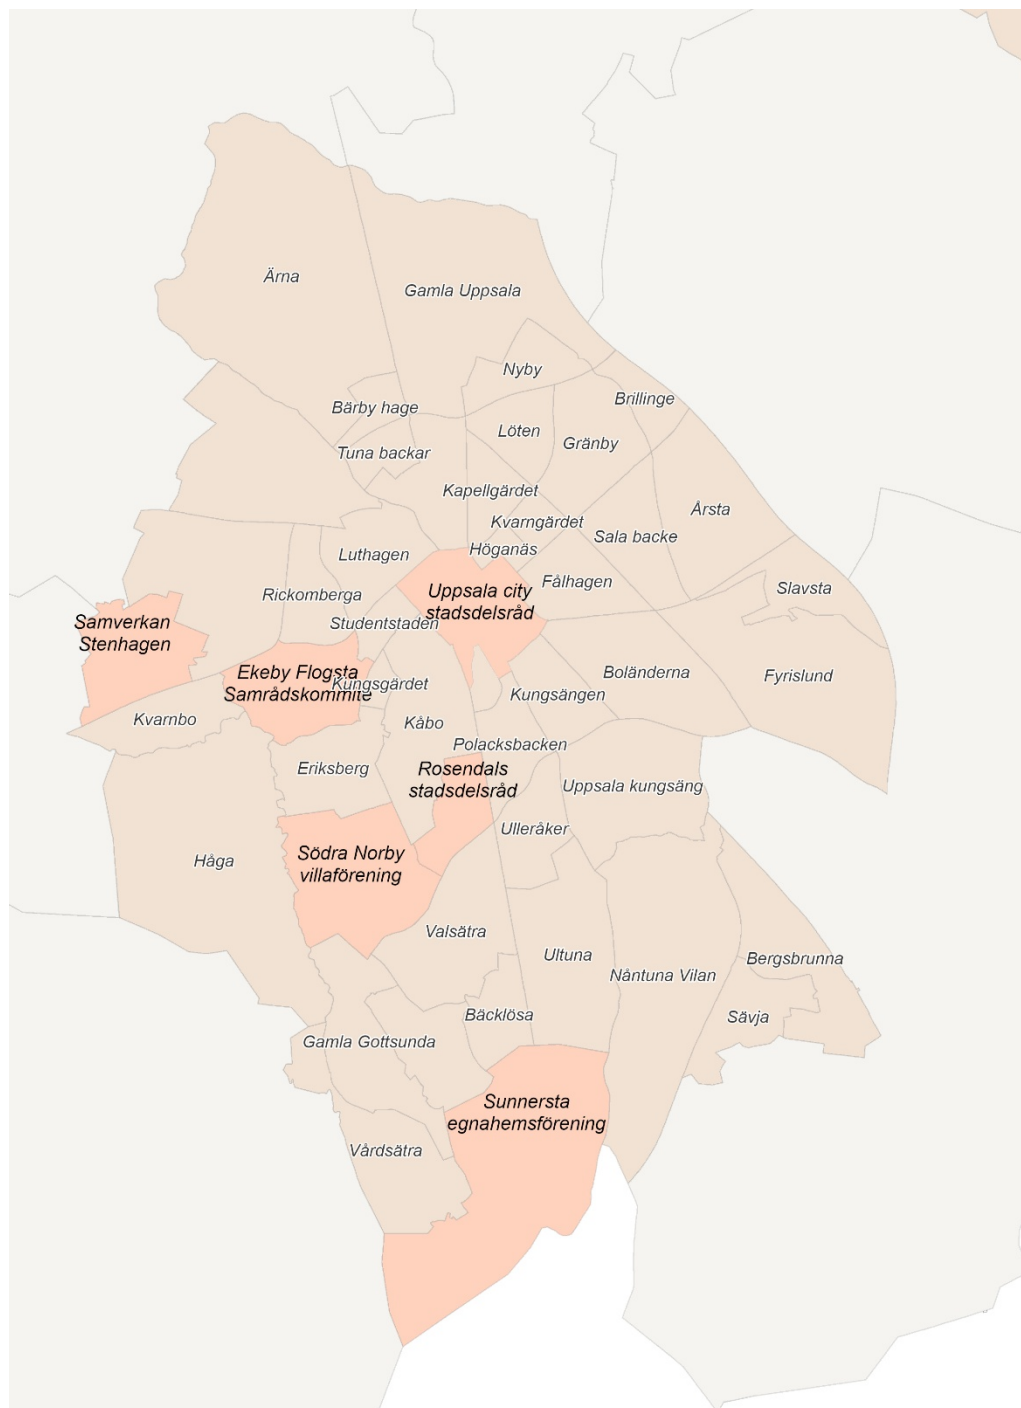 Ärna
Gamla Uppsala
Nyby
Brillinge
Bärby hage
Löten
Gränby
Tuna backar
Kapellgärdet
Årsta
Kvarngärdet
Sala backe
Luthagen
Höganäs
Fålhagen
Slavsta
Rickomberga
Uppsala city
stadsdelsråd
Studentstaden
Samverkan
Stenhagen
Ekeby Flogsta
Samrådskommité
Kungsgärdet
Boländerna
Fyrislund
Kungsängen
Kvarnbo
Kåbo
Polacksbacken
Eriksberg
Rosendals
stadsdelsråd
Uppsala kungsäng
Ulleråker
Södra Norby
villaförening
Håga
Valsätra
Ultuna
Nåntuna Vilan
Bergsbrunna
Bäcklösa
Sävja
Gamla Gottsunda
Sunnersta
egnahemsförening
Vårdsätra